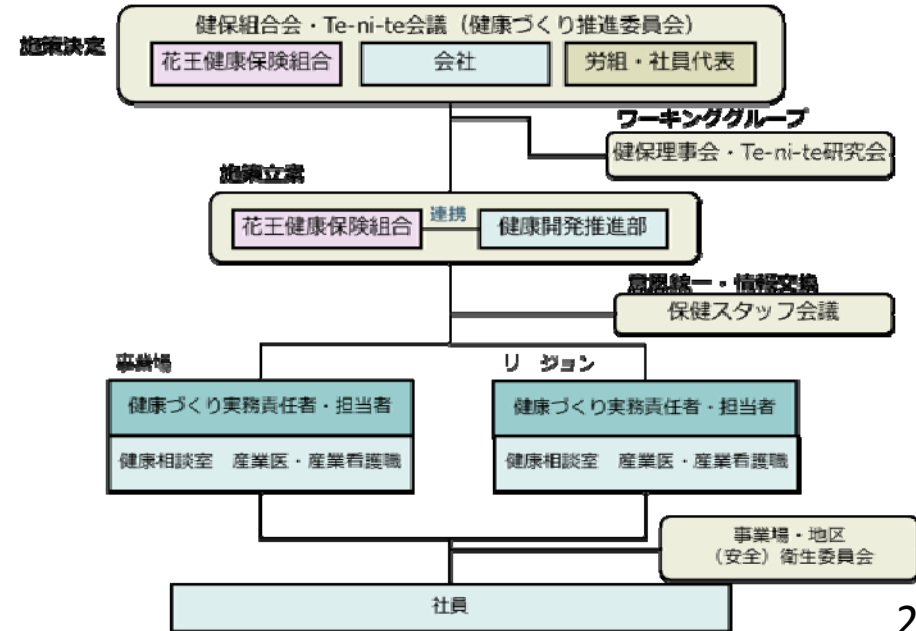 健保組合会・Te-ni-te会議（健康づくり推進委員会）
施策決定
花王健康保険組合
会社
労組・社員代表
ワーキンググループ
健保理事会・Te-ni-te研究会
施策立案
花王健康保険組合
連携
健康開発推進部
意思統一・情報交換
保健スタッフ会議
事業場
リージョン
健康づくり実務責任者・担当者
健康づくり実務責任者・担当者
健康相談室　産業医・産業看護職
健康相談室　産業医・産業看護職
事業場・地区
（安全）衛生委員会
社員
2